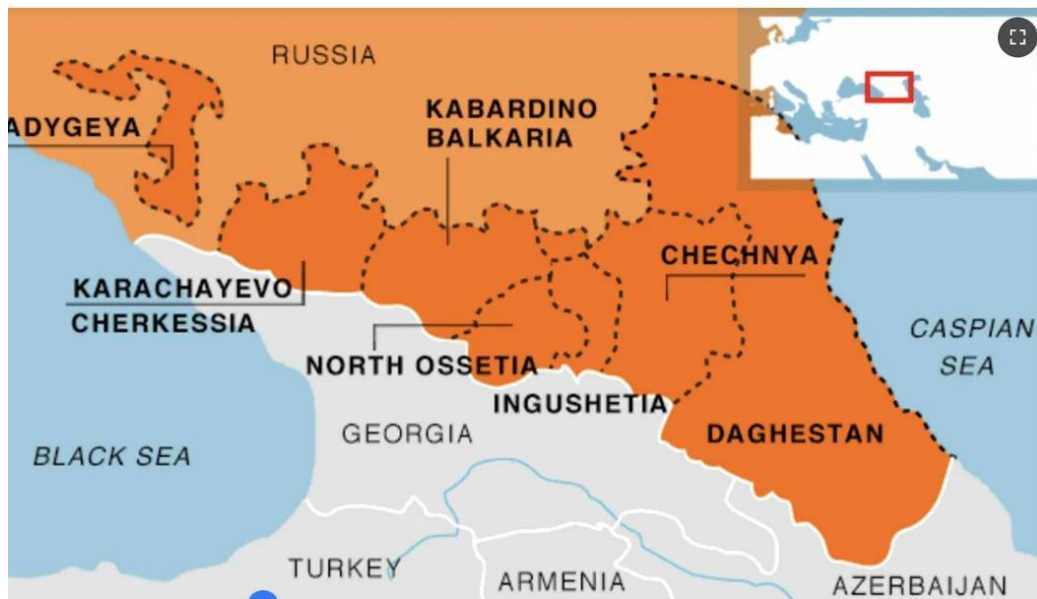 RUSSIA
ADYGEYA
KABARDINO
BALKARIA
CHECHNYA
KARACHAYEVO
CHERKESSIA
CASPIAN
SEA
NORTH OSSETIA
INGUSHETIA
GEORGIA
DAGHESTAN
BLACK SEA
TURKEY
ARMENIA
AZERBAIJAN